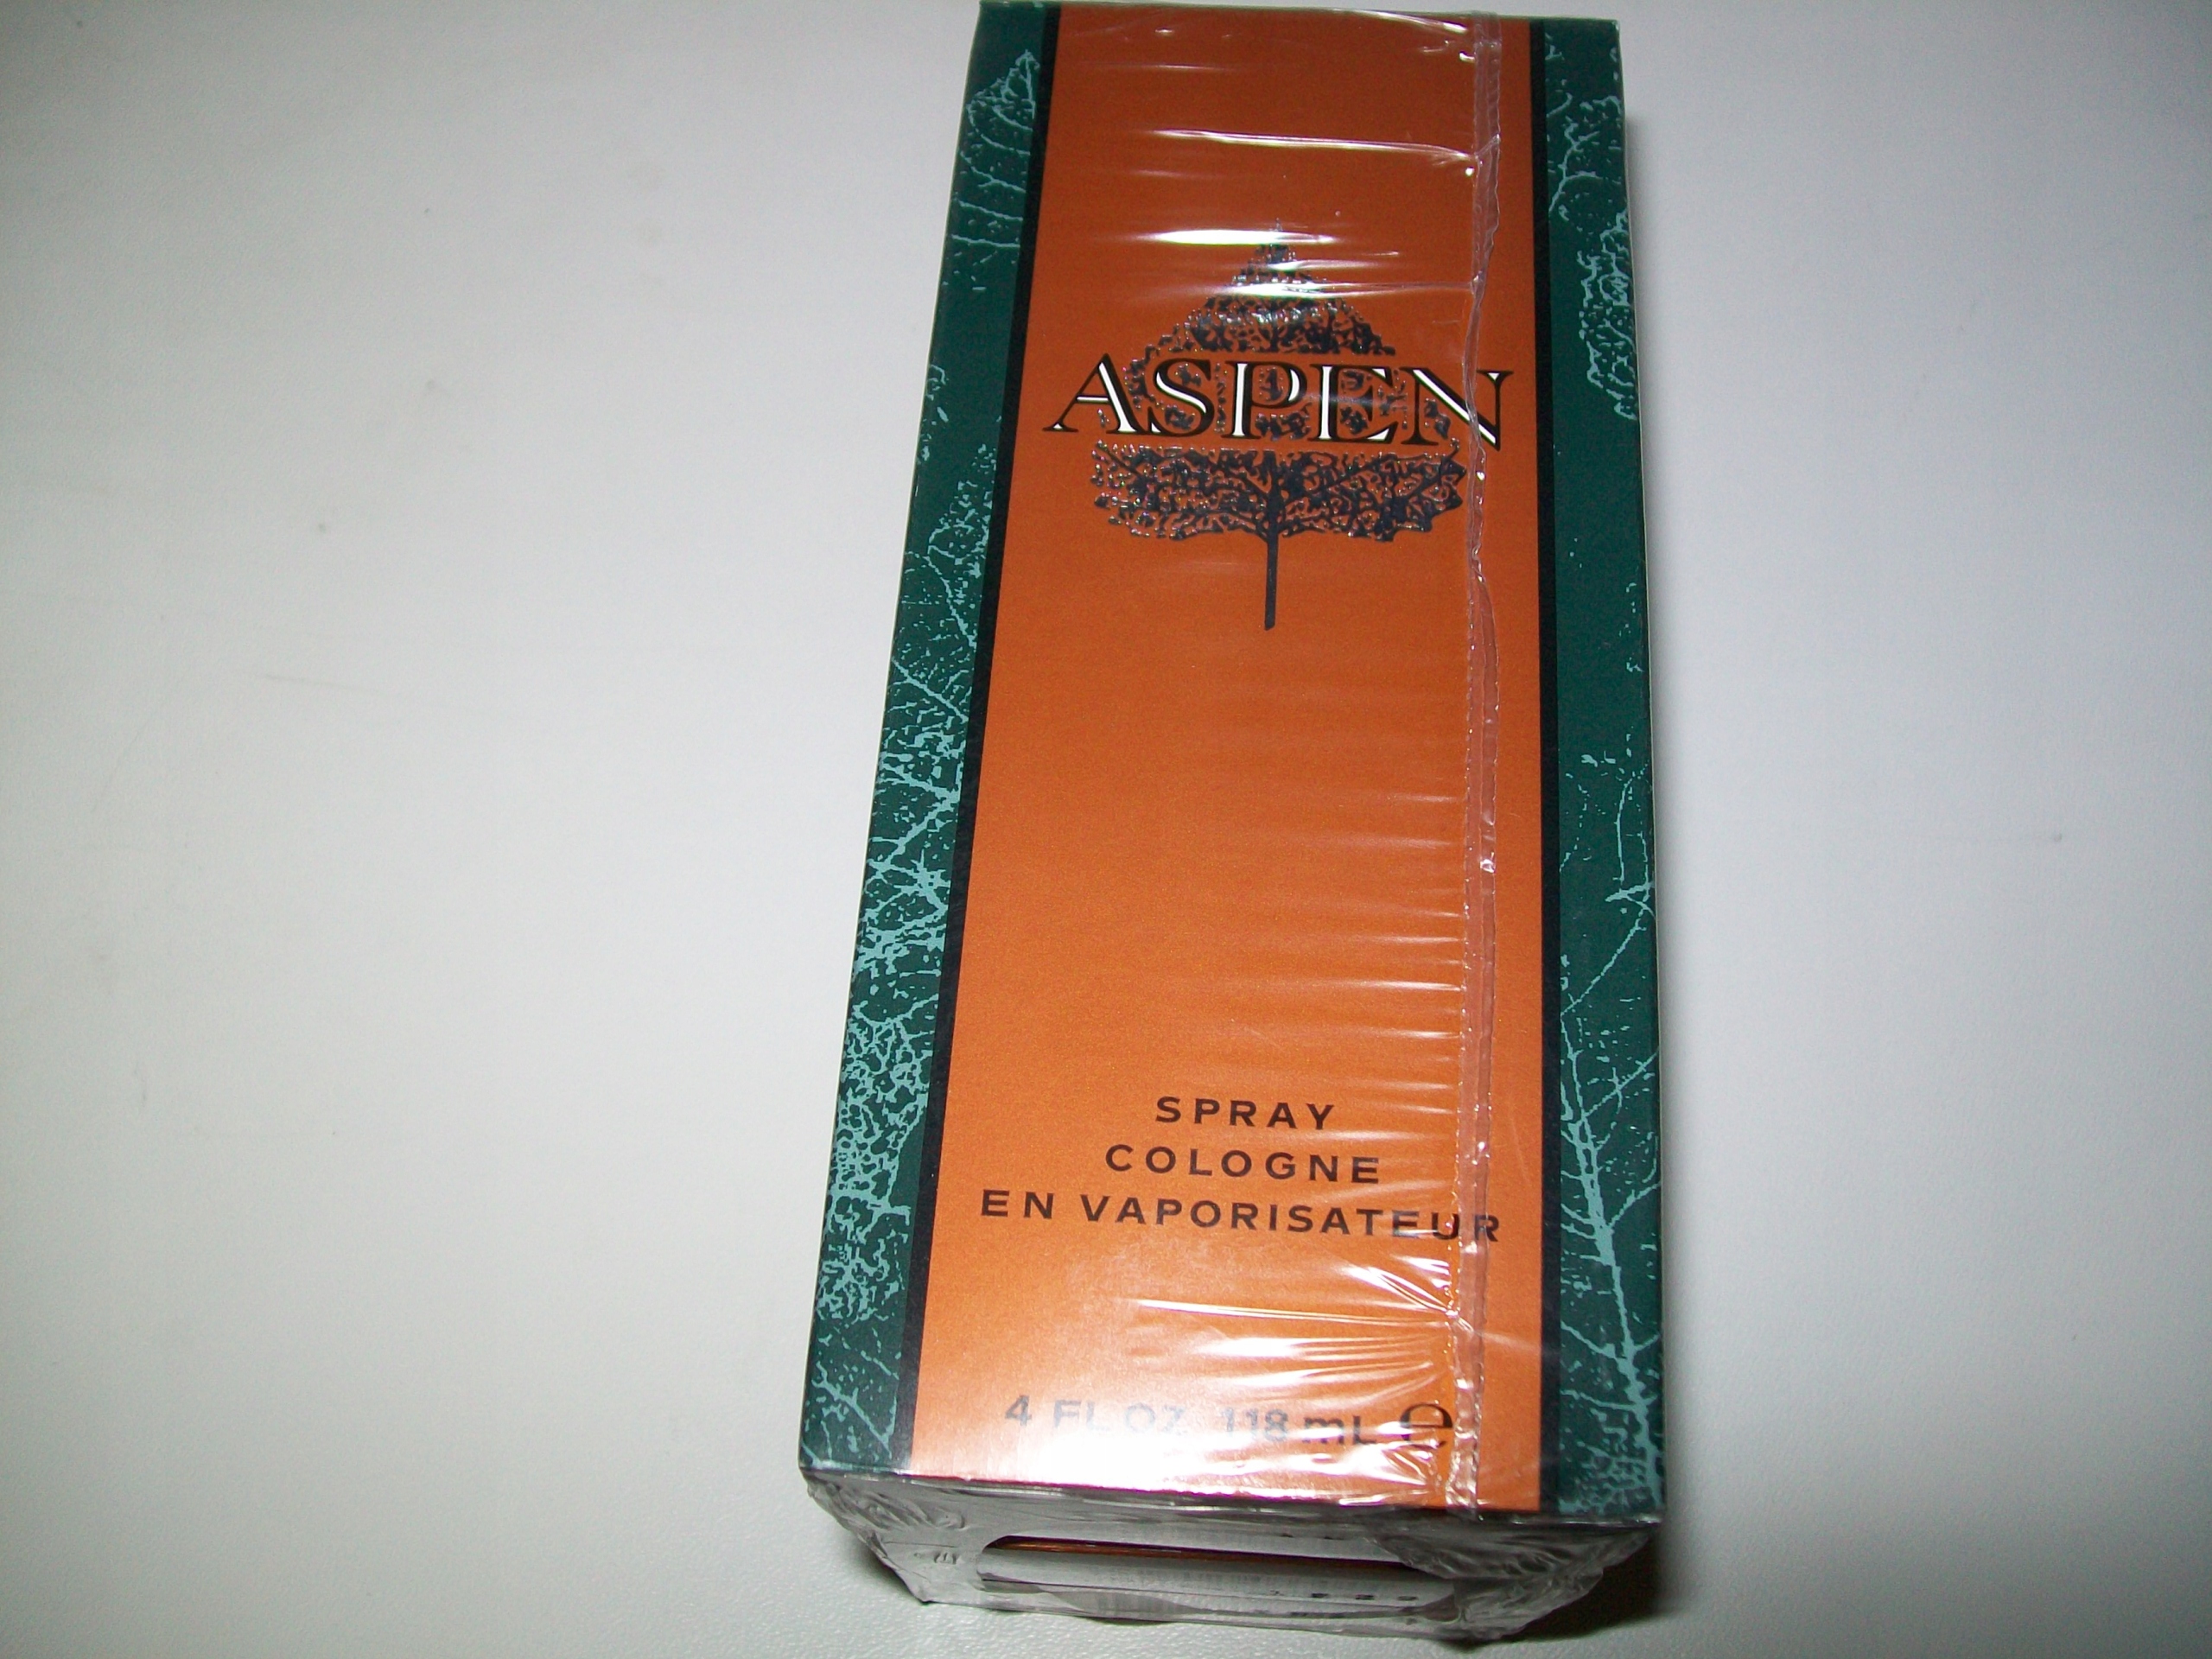 ASPEN
SPRAY
COLOGNE
EN VAPORISATEUR
4 FL OZ 118 mL e